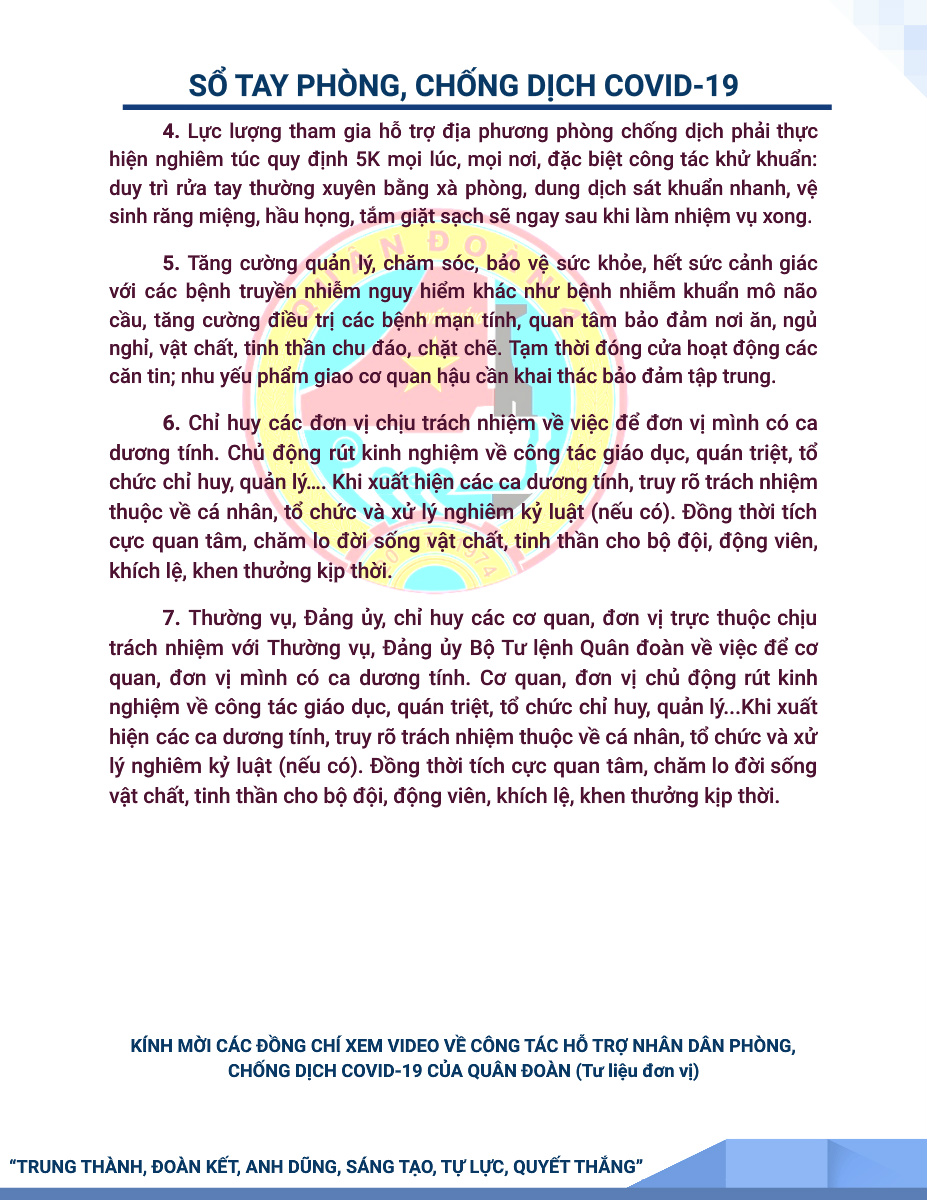 SỔ TAY PHÒNG, CHỐNG DỊCH COVID-19
4. Lực lượng tham gia hỗ trợ địa phương phòng chống dịch phải thực
hiện nghiêm túc quy định 5K mọi lúc, mọi nơi, đặc biệt công tác khử khuẩn:
duy trì rửa tay thường xuyên bằng xà phòng, dung dịch sát khuẩn nhanh, vệ
sinh răng miệng, hầu họng, tắm giặt sạch sẽ ngay sau khi làm nhiệm vụ xong.
5. Tăng cường quản lý, chăm sóc, bảo vệ sức khỏe, hết sức cảnh giác
với các bệnh truyền nhiễm nguy hiểm khác như bệnh nhiễm khuẩn mô não
cầu, tăng cường điều trị các bệnh mạn tính, quan tâm bảo đảm nơi ăn, ngủ
nghỉ, vật chất, tinh thần chu đáo, chặt chẽ. Tạm thời đóng cửa hoạt động các
căn tin; nhu yếu phẩm giao cơ quan hậu cần khai thác bảo đảm tập trung.
6. Chỉ huy các đơn vị chịu trách nhiệm về việc để đơn vị mình có ca
dương tính. Chủ động rút kinh nghiệm về công tác giáo dục, quán triệt, tổ
chức chỉ huy, quản lý.... Khi xuất hiện các ca dương tính, truy rõ trách nhiệm
thuộc về cá nhân, tổ chức và xử lý nghiêm kỷ luật (nếu có). Đồng thời tích
cực quan tâm, chăm lo đời sống vật chất, tinh thần cho bộ đội, động viên,
khích lệ, khen thưởng kịp thời.
7. Thường vụ, Đảng ủy, chỉ huy các cơ quan, đơn vị trực thuộc chịu
trách nhiệm với Thường vụ, Đảng ủy Bộ Tư lệnh Quân đoàn về việc để cơ
quan, đơn vị mình có ca dương tính. Cơ quan, đơn vị chủ động rút kinh
nghiệm về công tác giáo dục, quán triệt, tổ chức chỉ huy, quản lý...Khi xuất
hiện các ca dương tính, truy rõ trách nhiệm thuộc về cá nhân, tổ chức và xử
lý nghiêm kỷ luật (nếu có). Đồng thời tích cực quan tâm, chăm lo đời sống
vật chất, tinh thần cho bộ đội, động viên, khích lệ, khen thưởng kịp thời.
QUÂN ĐOÀN 4
KÍNH MỜI CÁC ĐỒNG CHÍ XEM VIDEO VỀ CÔNG TÁC HỖ TRỢ NHÂN DÂN PHÒNG,
CHỐNG DỊCH COVID-19 CỦA QUÂN ĐOÀN (Tư liệu đơn vị)
“TRUNG THÀNH, ĐOÀN KẾT, ANH DŨNG, SÁNG TẠO, TỰ LỰC, QUYẾT THẮNG”